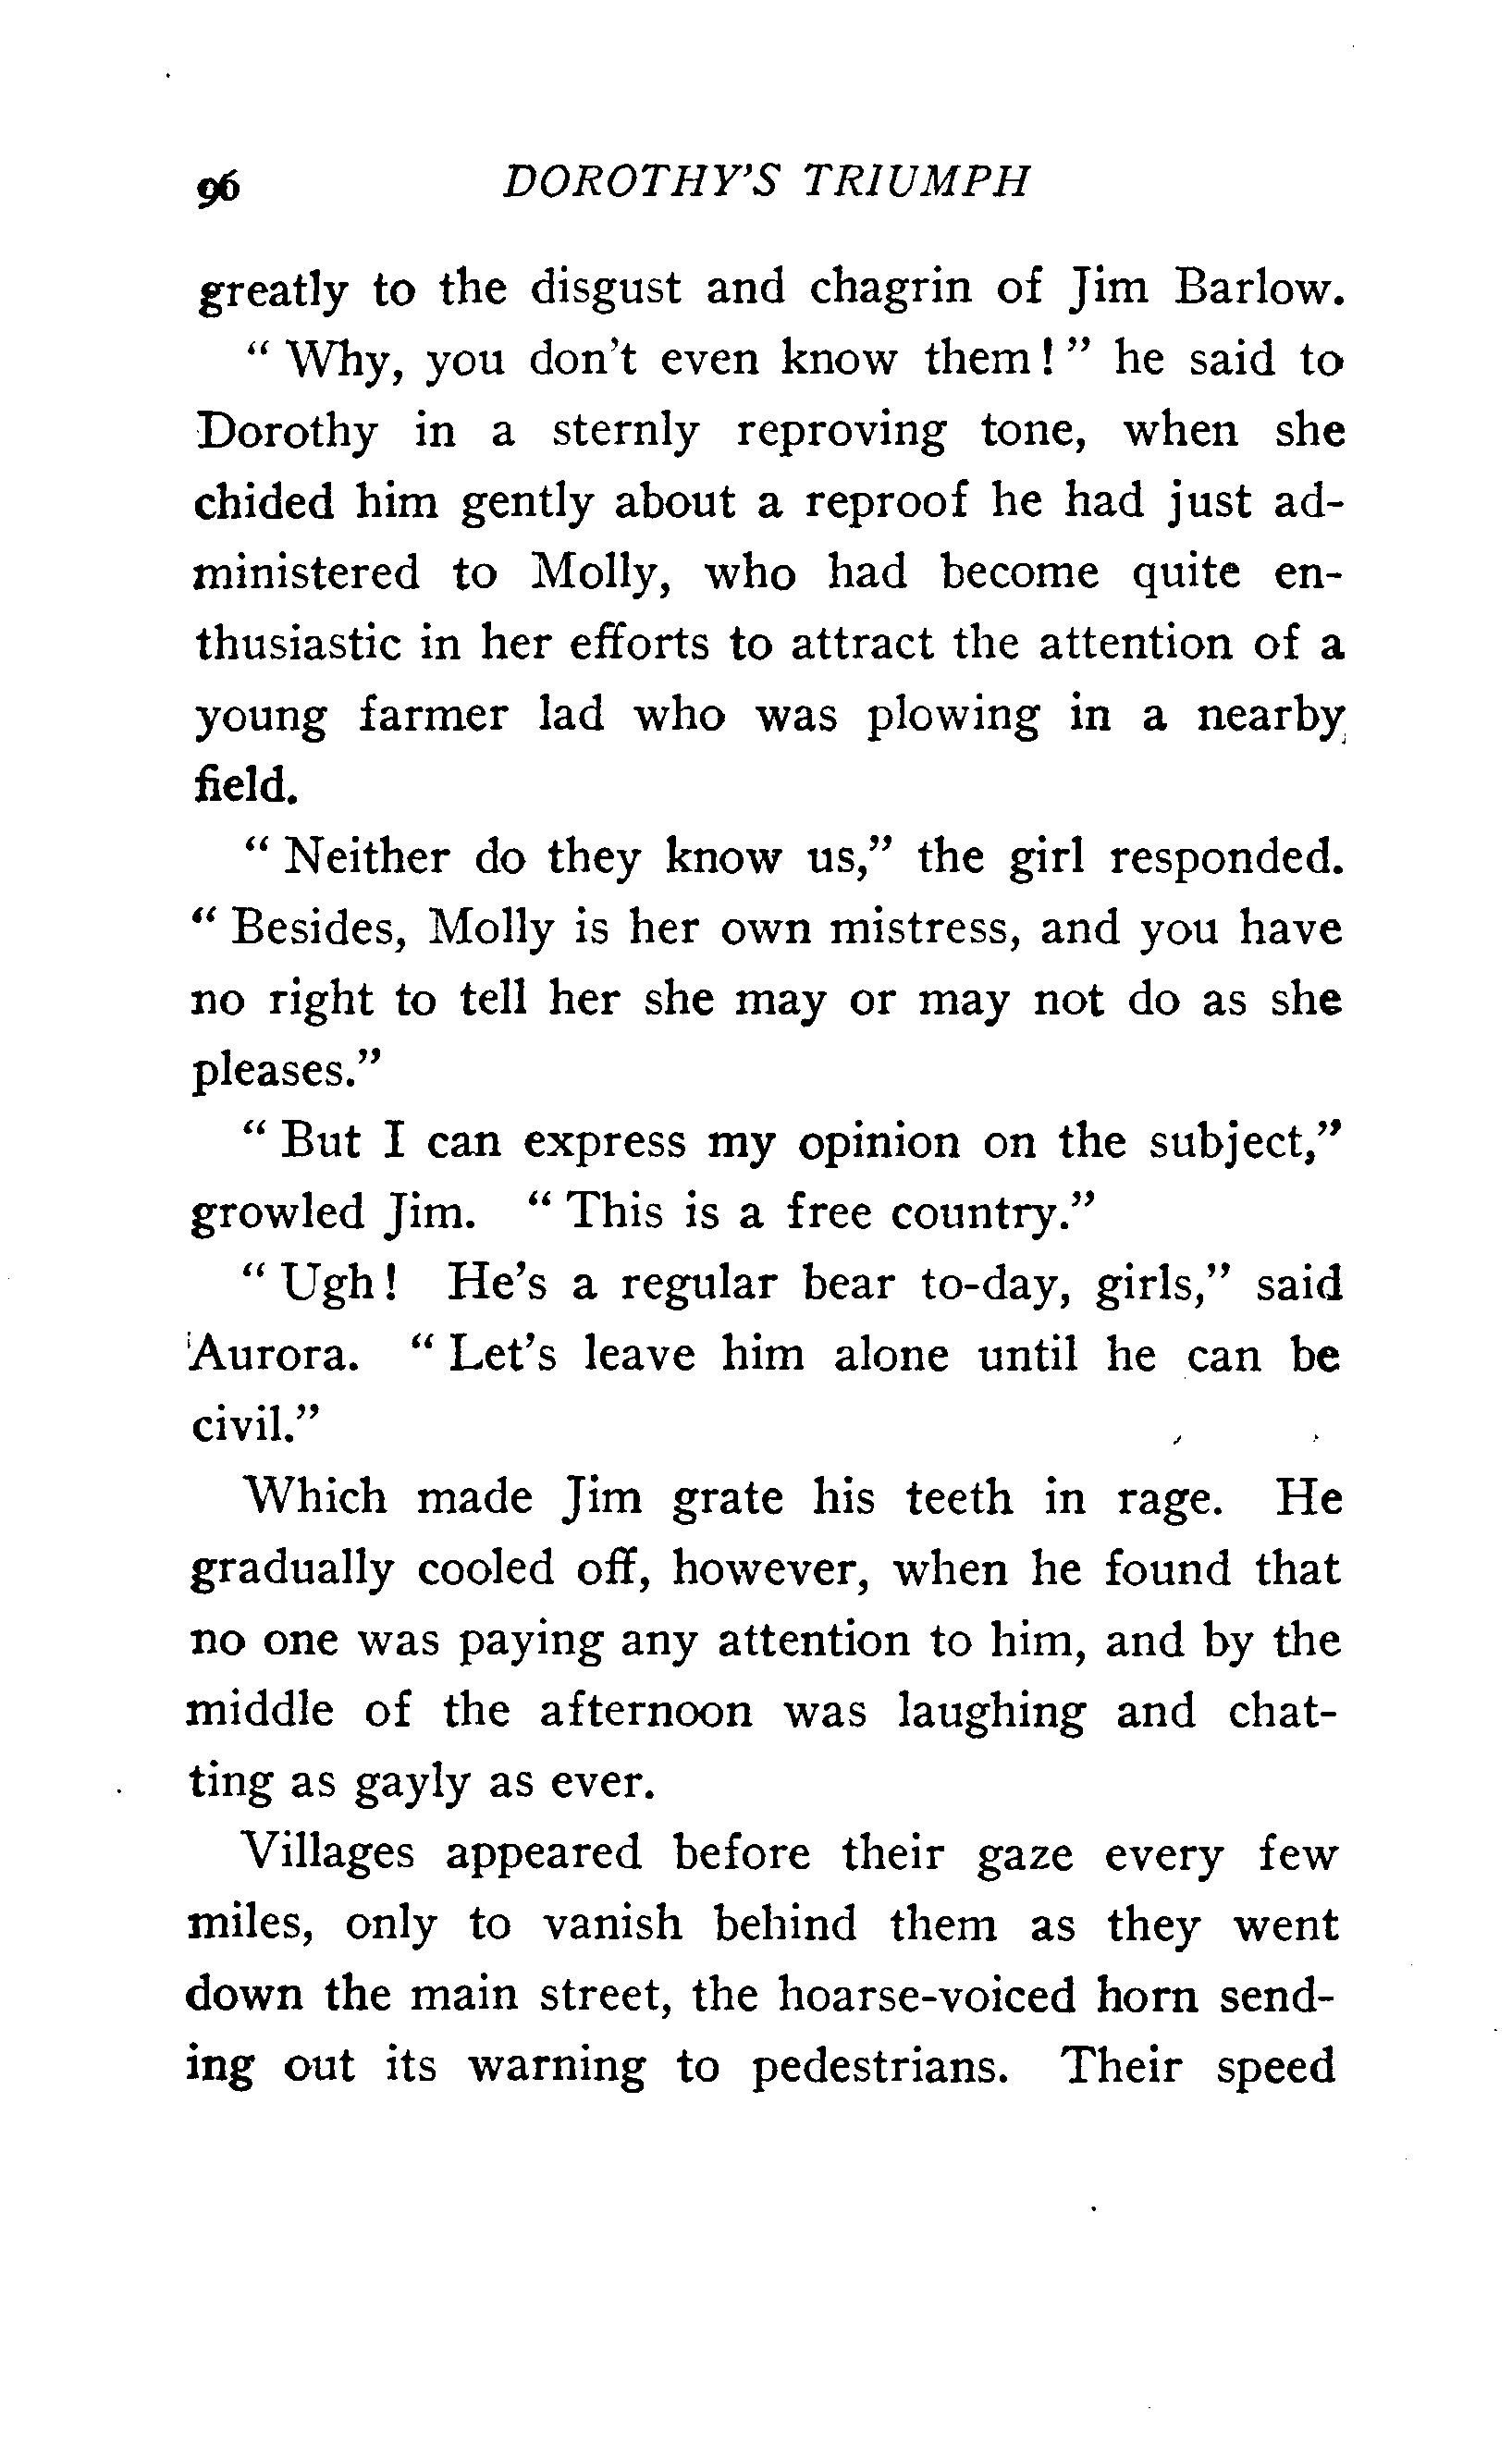 96 DOROTHY'S TRIUMPH
greatly to the disgust and chagrin of Jim Barlow.
" Why, you don't even know them ! " he said to
Dorothy in a sternly reproving tone, when she
chided him gently about a reproof he had just ad-
ministered to Molly, who had become quite en-
thusiastic in her efforts to attract the attention of a
young farmer lad who was plowing in a nearby
field.
" Neither do they know us," the girl responded.
" Besides, Molly is her own mistress, and you have
no right to tell her she may or may not do as she
pleases."
" But I can express my opinion on the subject,"
growled Jim. " This is a free country."
" Ugh ! He's a regular bear to-day, girls," said
Aurora. " Let's leave him alone until he can be
civil."
Which made Jim grate his teeth in rage. He
gradually cooled off, however, when he found that
no one was paying any attention to him, and by the
middle of the afternoon was laughing and chat-
ting as gayly as ever.
Villages appeared before their gaze every few
miles, only to vanish behind them as they went
down the main street, the hoarse-voiced horn send-
ing out its warning to pedestrians. Their speed